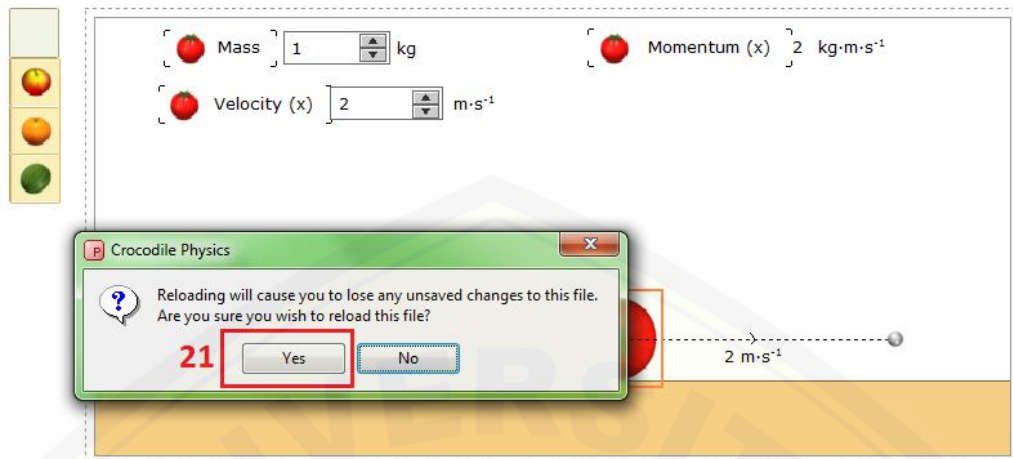 Mass 1 kg Momentum (x) 2 kg·m·s⁻¹
Velocity (x) 2 m·s⁻¹
P Crocodile Physics X
? Reloading will cause you to lose any unsaved changes to this file.
Are you sure you wish to reload this file?
21 Yes No
2 m·s⁻¹
VERSIT